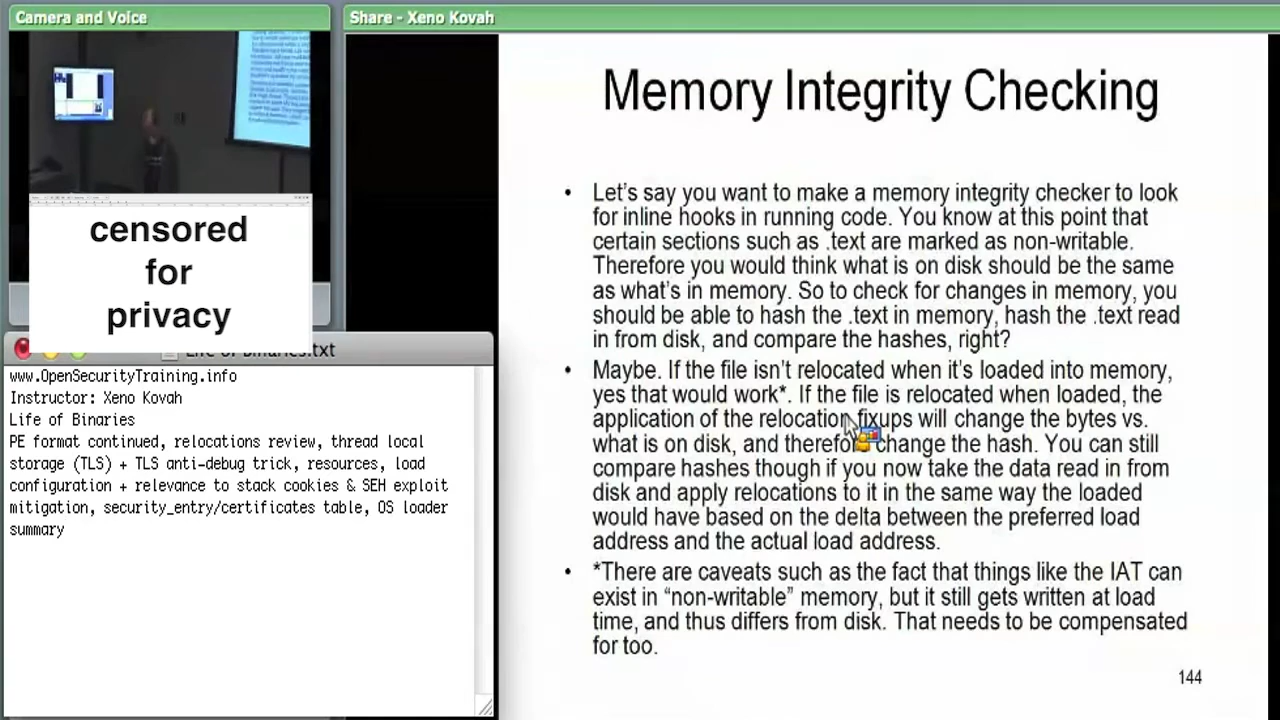 Camera and Voice
Share - Xeno Kovah
censored
for
privacy
Life of Binaries.txt
www.OpenSecurityTraining.info
Instructor: Xeno Kovah
Life of Binaries
PE format continued, relocations review, thread local
storage (TLS) + TLS anti-debug trick, resources, load
configuration + relevance to stack cookies & SEH exploit
mitigation, security_entry/certificates table, OS loader
summary
Memory Integrity Checking
• Let's say you want to make a memory integrity checker to look
for inline hooks in running code. You know at this point that
certain sections such as .text are marked as non-writable.
Therefore you would think what is on disk should be the same
as what's in memory. So to check for changes in memory, you
should be able to hash the .text in memory, hash the .text read
in from disk, and compare the hashes, right?
• Maybe. If the file isn't relocated when it's loaded into memory,
yes that would work*. If the file is relocated when loaded, the
application of the relocation fixups will change the bytes vs.
what is on disk, and therefore change the hash. You can still
compare hashes though if you now take the data read in from
disk and apply relocations to it in the same way the loaded
would have based on the delta between the preferred load
address and the actual load address.
• *There are caveats such as the fact that things like the IAT can
exist in “non-writable” memory, but it still gets written at load
time, and thus differs from disk. That needs to be compensated
for too.
144